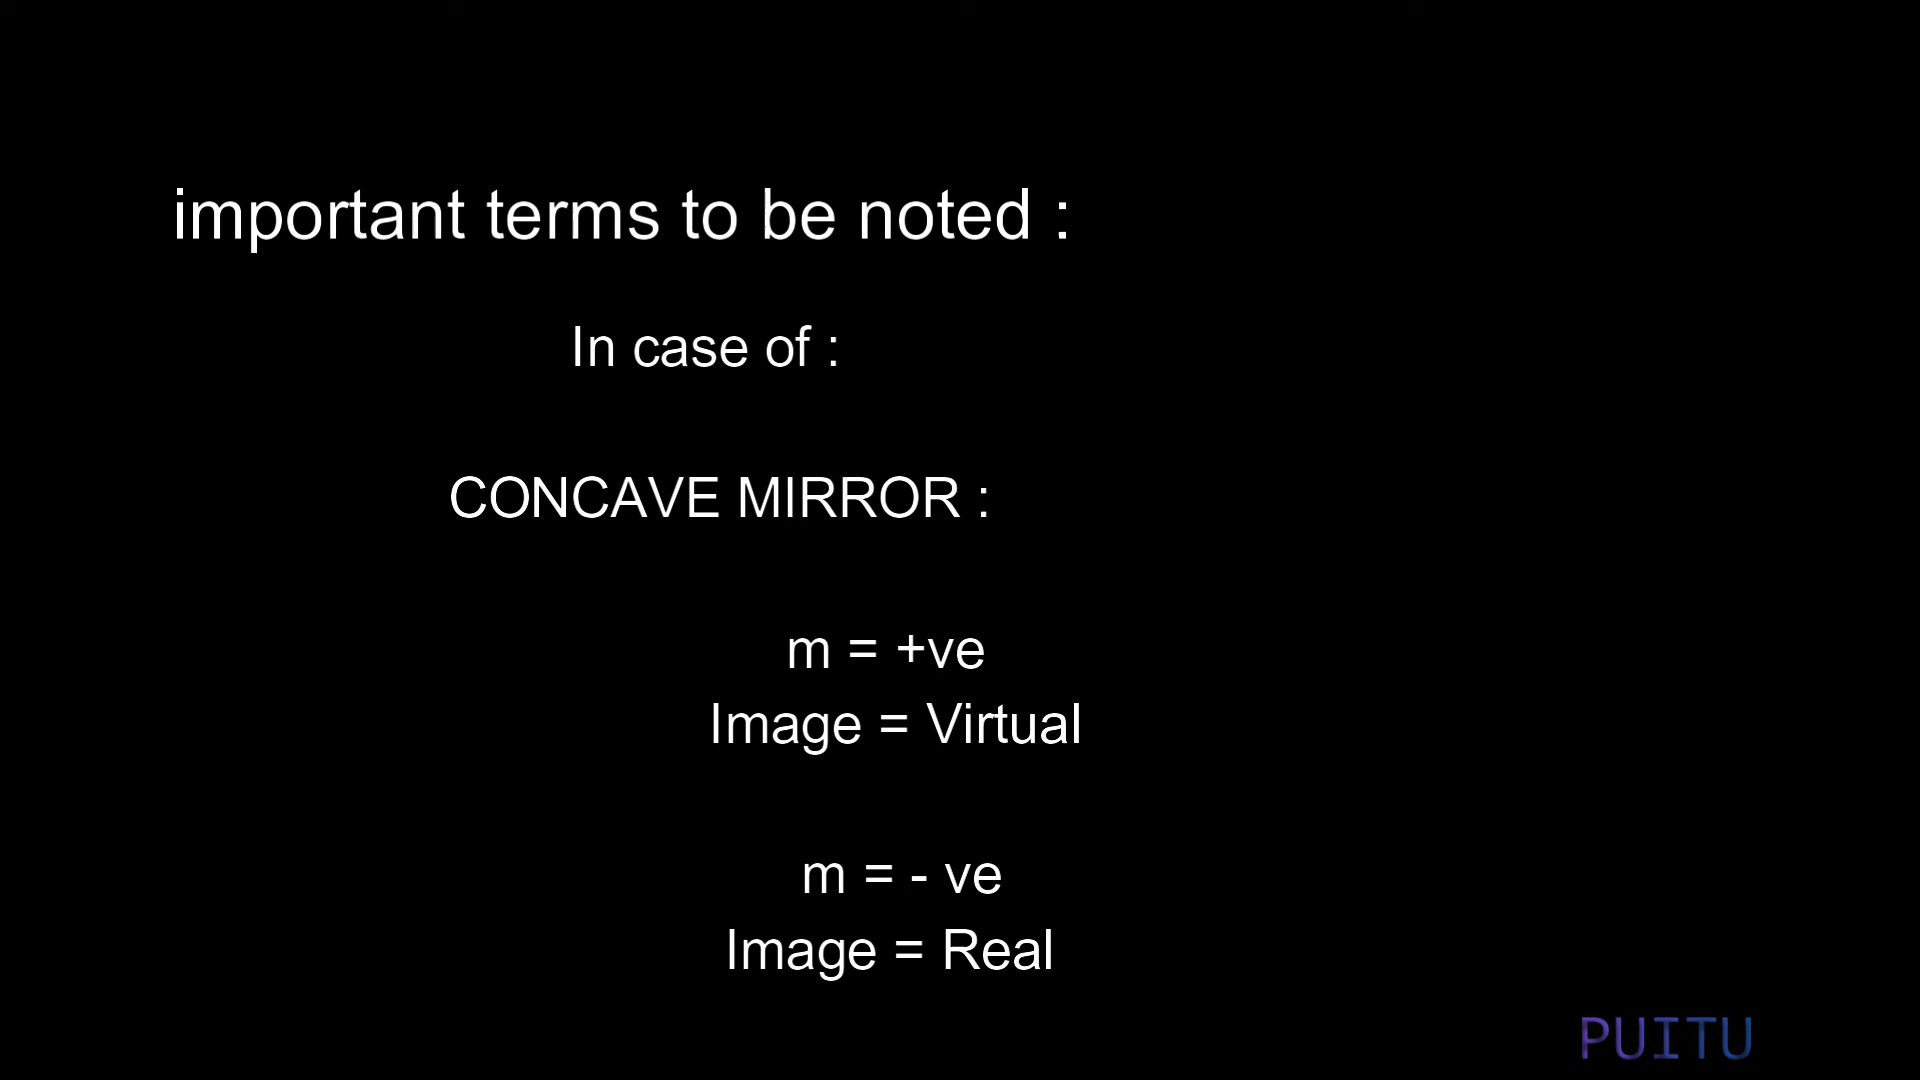 important terms to be noted :
In case of :
CONCAVE MIRROR :
m = +ve
Image = Virtual
m = - ve
Image = Real
PUITU